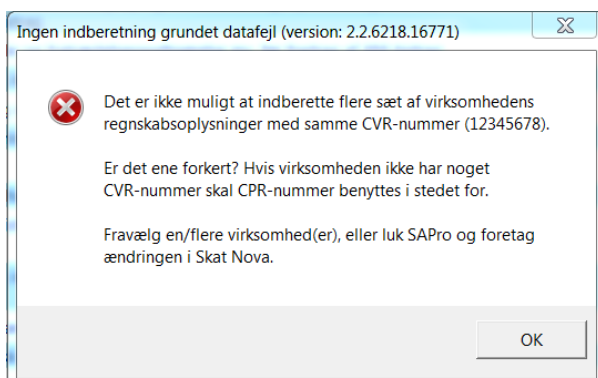 Ingen indberetning grundet datafejl (version: 2.2.6218.16771)
Det er ikke muligt at indberette flere sæt af virksomhedens
regnskabsoplysninger med samme CVR-nummer (12345678).
Er det ene forkert? Hvis virksomheden ikke har noget
CVR-nummer skal CPR-nummer benyttes i stedet for.
Fravælg en/flere virksomhed(er), eller luk SAPro og foretag
ændringen i Skat Nova.
OK